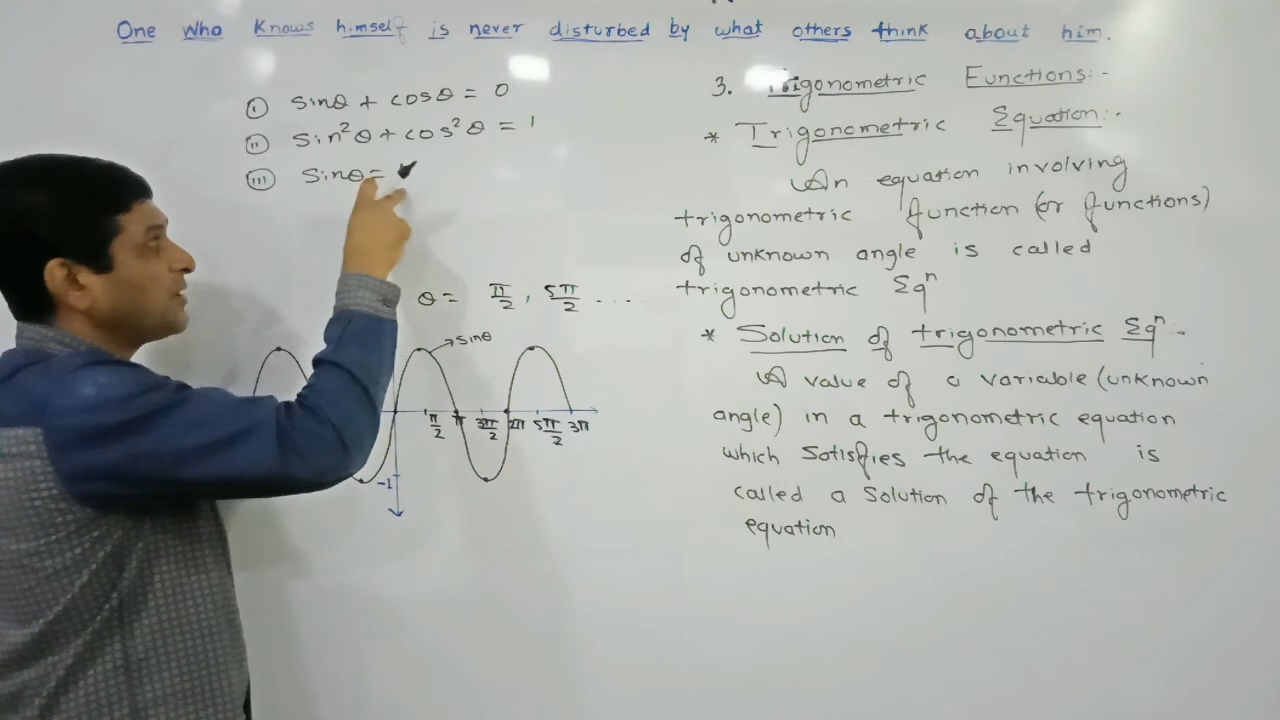 One Who Knows himself is never disturbed by what others think about him.
(i) sinθ + cosθ = 0
(ii) sin²θ + cos²θ = 1
(iii) sinθ =
θ = π/2, 5π/2 ....
sinθ
π/2 π 3π/2 2π 5π/2 3π
-1
3. Trigonometric Functions:-
* Trigonometric Equation:-
An equation involving
trigonometric function (or functions)
of unknown angle is called
trigonometric Eqⁿ
* Solution of trigonometric Eqⁿ-
A value of a variable (unknown
angle) in a trigonometric equation
which satisfies the equation is
called a solution of the trigonometric
equation